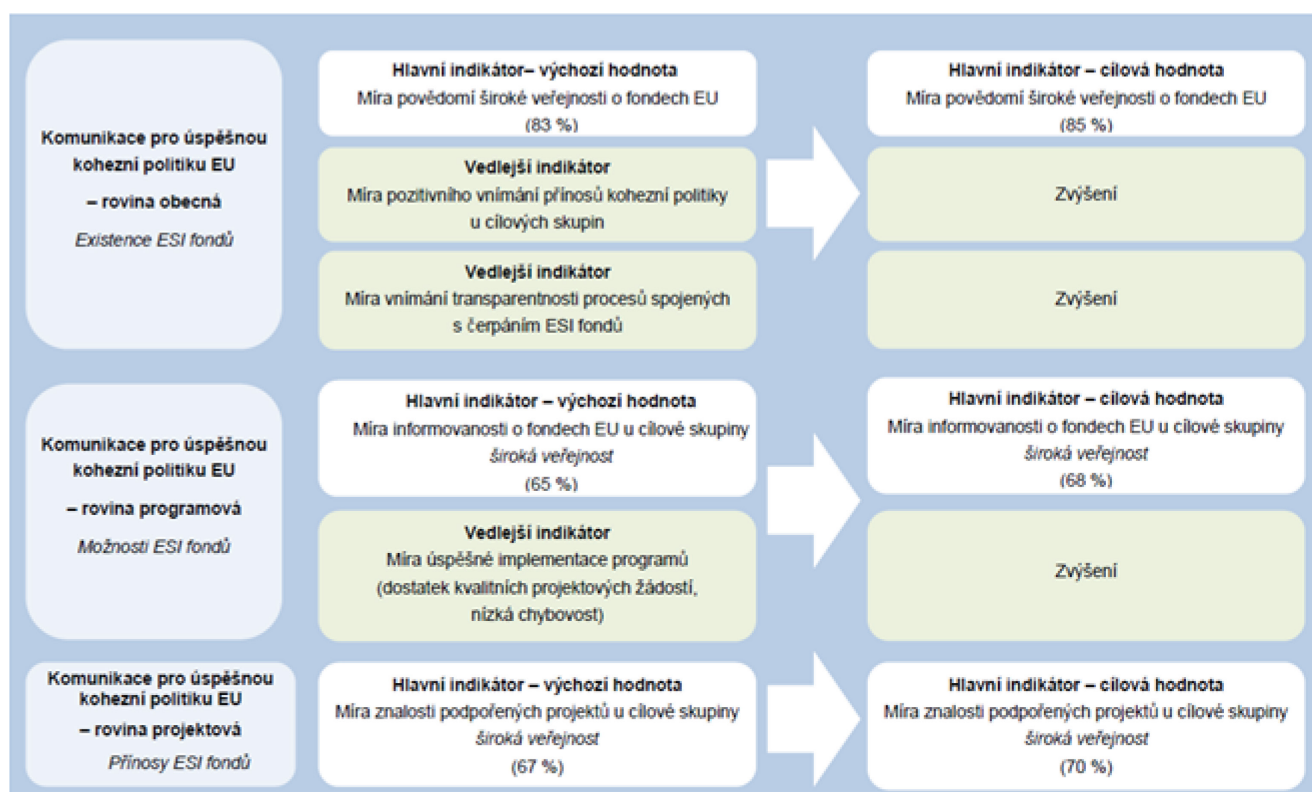 Komunikace pro úspěšnou
kohezní politiku EU
– rovina obecná
Existence ESI fondů
Hlavní indikátor– výchozí hodnota
Míra povědomí široké veřejnosti o fondech EU
(83 %)
Vedlejší indikátor
Míra pozitivního vnímání přínosů kohezní politiky
u cílových skupin
Vedlejší indikátor
Míra vnímání transparentnosti procesů spojených
s čerpáním ESI fondů
Hlavní indikátor – cílová hodnota
Míra povědomí široké veřejnosti o fondech EU
(85 %)
Zvýšení
Zvýšení
Komunikace pro úspěšnou
kohezní politiku EU
– rovina programová
Možnosti ESI fondů
Hlavní indikátor – výchozí hodnota
Míra informovanosti o fondech EU u cílové skupiny
široká veřejnost
(65 %)
Vedlejší indikátor
Míra úspěšné implementace programů
(dostatek kvalitních projektových žádostí,
nízká chybovost)
Hlavní indikátor – cílová hodnota
Míra informovanosti o fondech EU u cílové skupiny
široká veřejnost
(68 %)
Zvýšení
Komunikace pro úspěšnou
kohezní politiku EU
– rovina projektová
Přínosy ESI fondů
Hlavní indikátor – výchozí hodnota
Míra znalosti podpořených projektů u cílové skupiny
široká veřejnost
(67 %)
Hlavní indikátor – cílová hodnota
Míra znalosti podpořených projektů u cílové skupiny
široká veřejnost
(70 %)